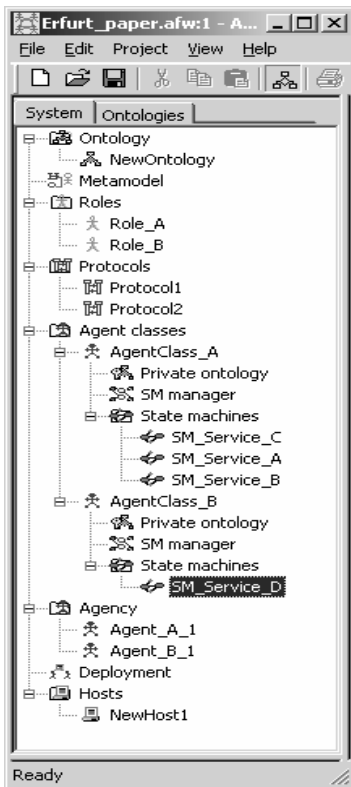 Erfurt_paper.afw:1 - A...
File Edit Project View Help
System Ontologies
Ontology
NewOntology
Metamodel
Roles
Role_A
Role_B
Protocols
Protocol1
Protocol2
Agent classes
AgentClass_A
Private ontology
SM manager
State machines
SM_Service_C
SM_Service_A
SM_Service_B
AgentClass_B
Private ontology
SM manager
State machines
SM_Service_D
Agency
Agent_A_1
Agent_B_1
Deployment
Hosts
NewHost1
Ready